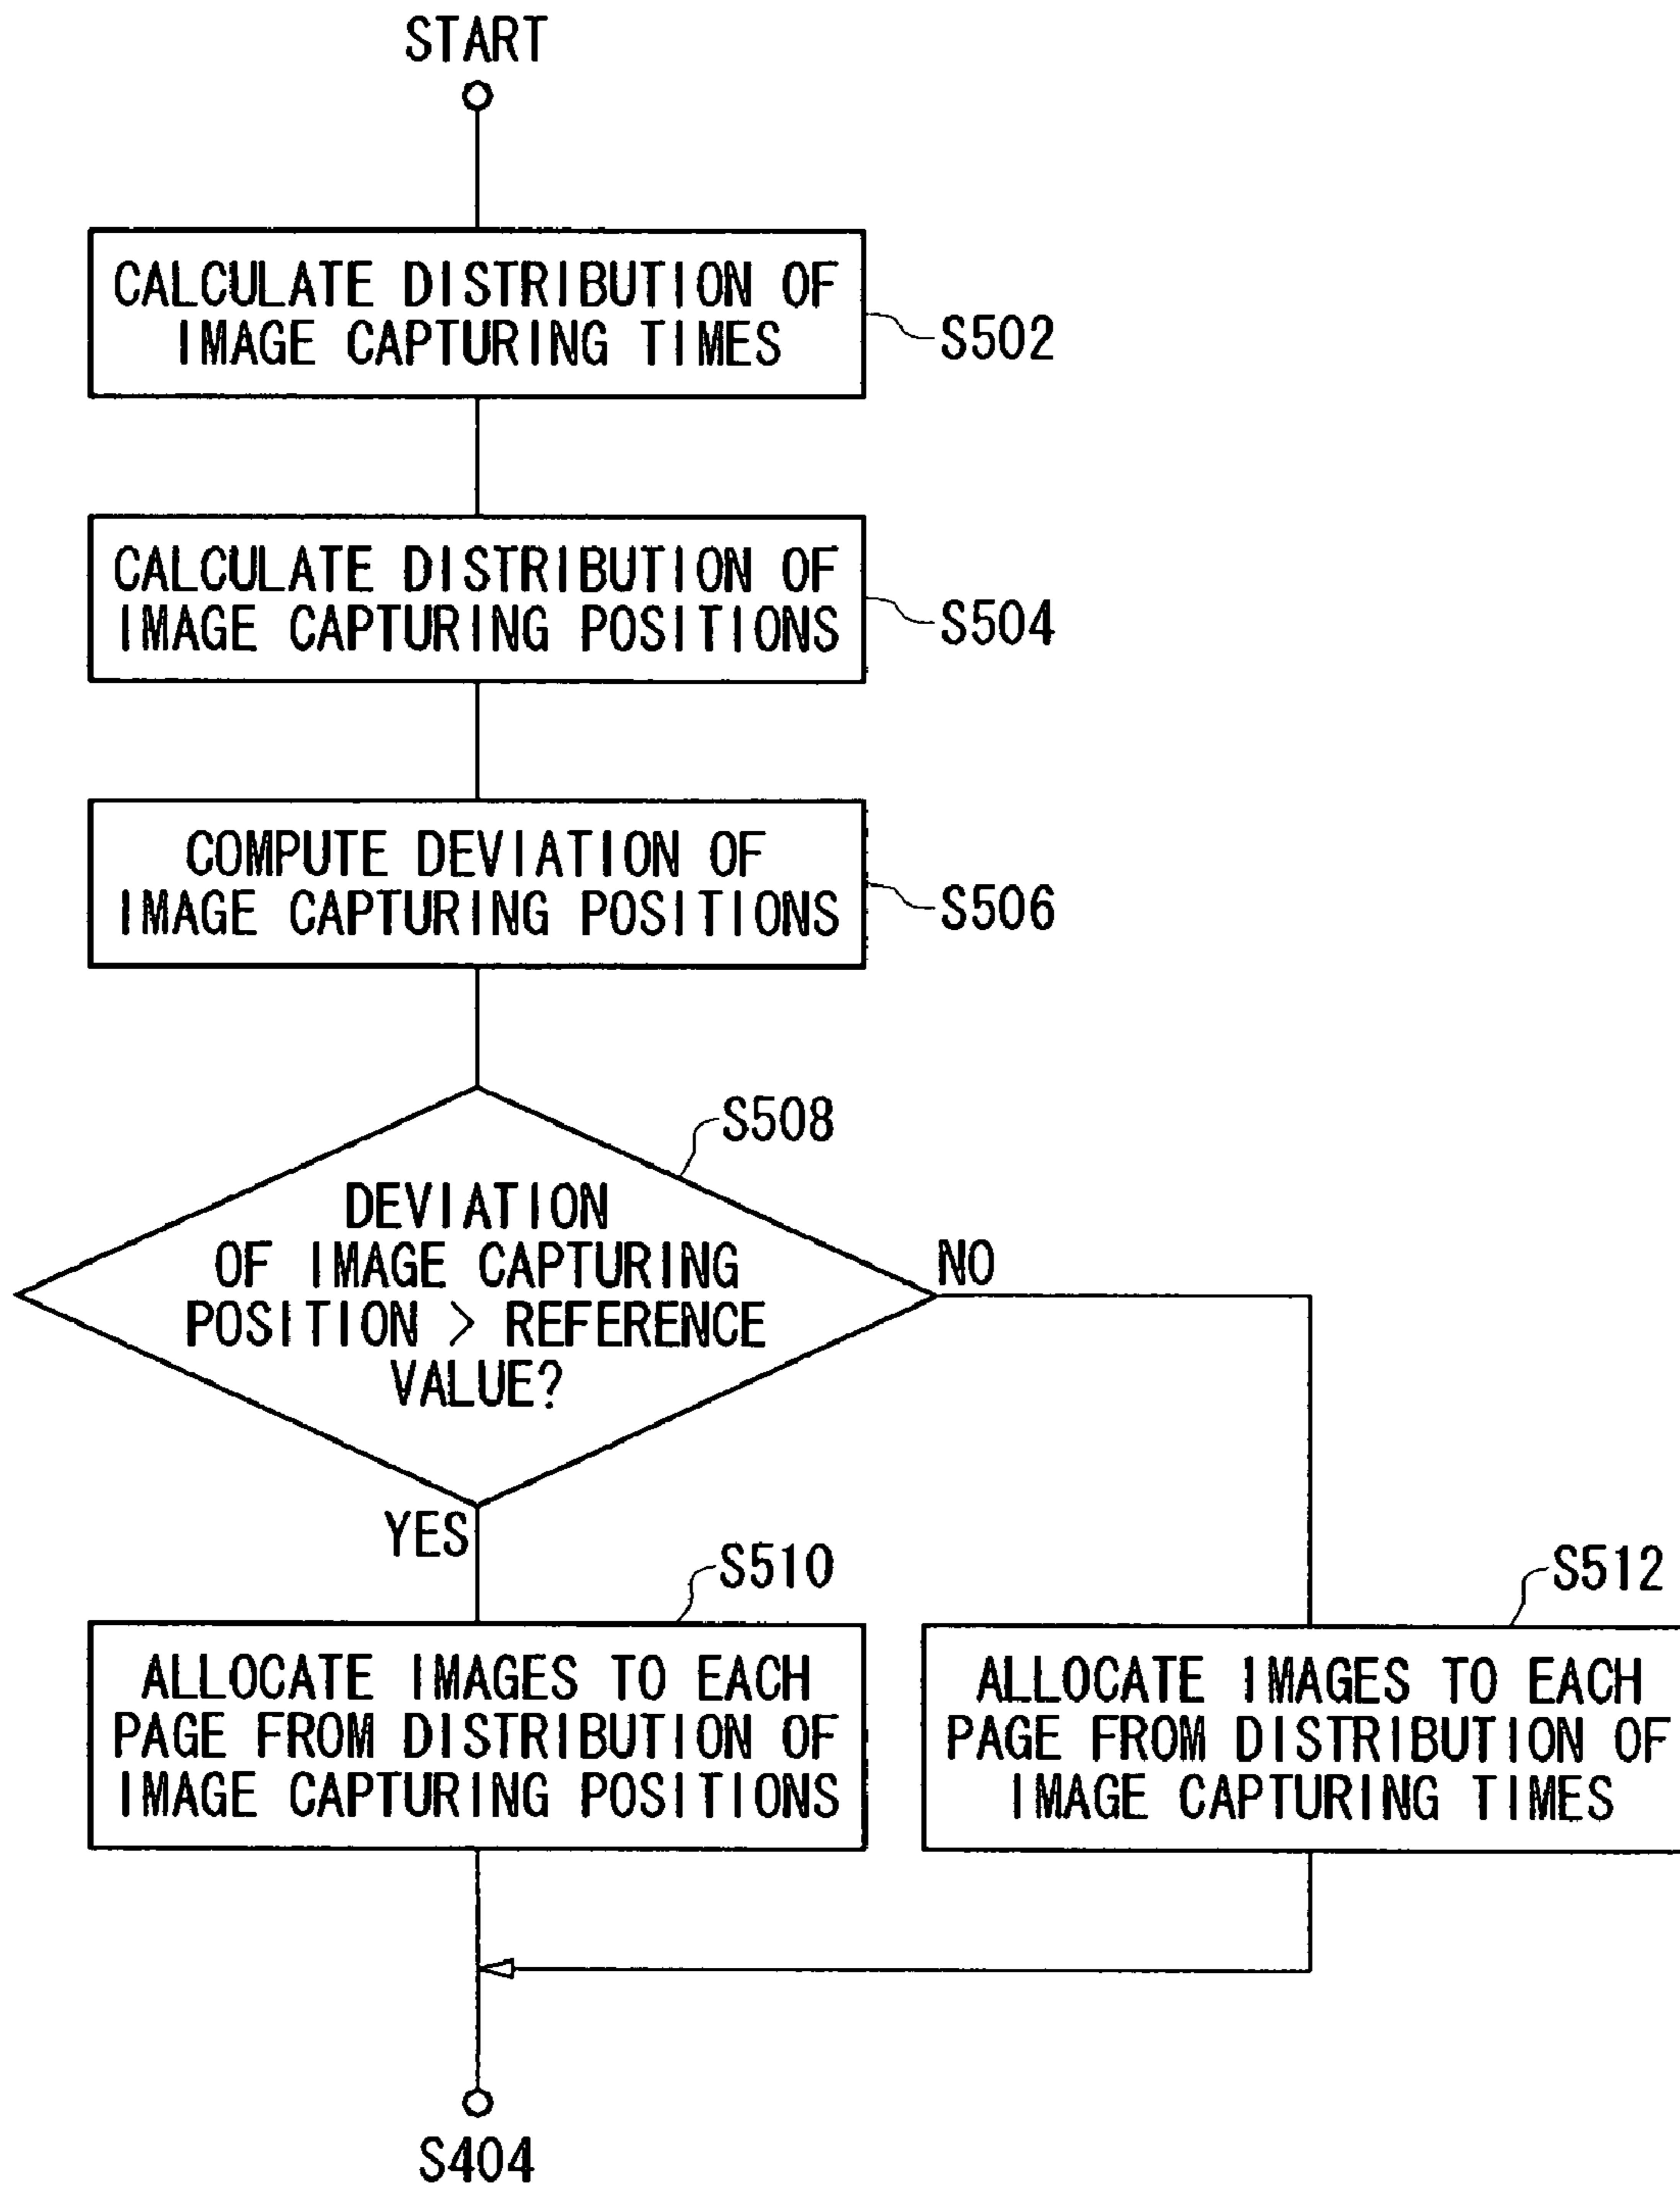 START
CALCULATE DISTRIBUTION OF
IMAGE CAPTURING TIMES
S502
CALCULATE DISTRIBUTION OF
IMAGE CAPTURING POSITIONS
S504
COMPUTE DEVIATION OF
IMAGE CAPTURING POSITIONS
S506
S508
DEVIATION
OF IMAGE CAPTURING
POSITION > REFERENCE
VALUE?
NO
YES
S510
ALLOCATE IMAGES TO EACH
PAGE FROM DISTRIBUTION OF
IMAGE CAPTURING POSITIONS
S512
ALLOCATE IMAGES TO EACH
PAGE FROM DISTRIBUTION OF
IMAGE CAPTURING TIMES
S404